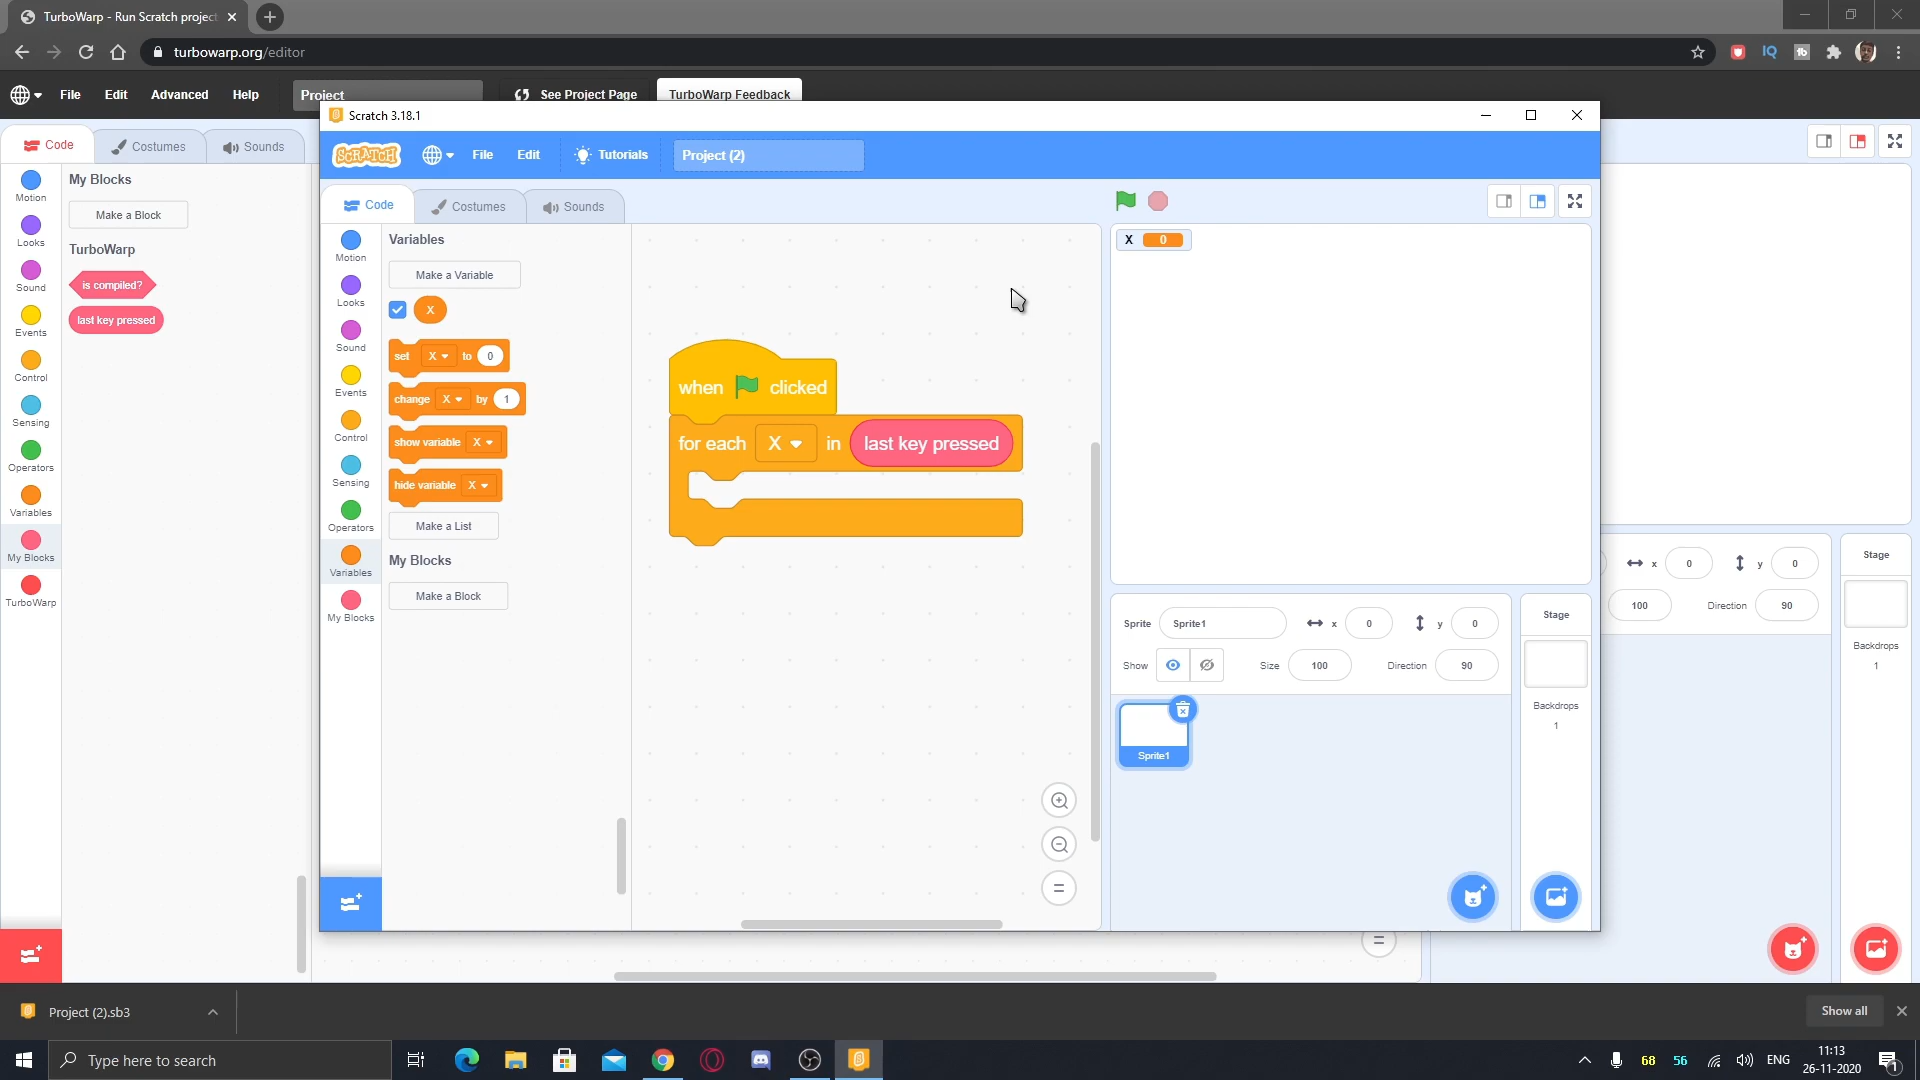 TurboWarp - Run Scratch project
turbowarp.org/editor
File
Edit
Advanced
Help
Project
See Project Page
TurboWarp Feedback
Code
Costumes
Sounds
Motion
Looks
Sound
Events
Control
Sensing
Operators
Variables
My Blocks
TurboWarp
My Blocks
Make a Block
TurboWarp
is compiled?
last key pressed
Scratch 3.18.1
SCRATCH
File
Edit
Tutorials
Project (2)
Code
Costumes
Sounds
Motion
Looks
Sound
Events
Control
Sensing
Operators
Variables
My Blocks
Variables
Make a Variable
X
set X to 0
change X by 1
show variable X
hide variable X
Make a List
My Blocks
Make a Block
when clicked
for each X in last key pressed
X 0
Sprite Sprite1 x 0 y 0
Show Size 100 Direction 90
Sprite1
Stage
Backdrops
1
x 0 y 0
100 Direction 90
Stage
Backdrops
1
Project (2).sb3
Show all
Type here to search
68 56 ENG
11:13
26-11-2020
1